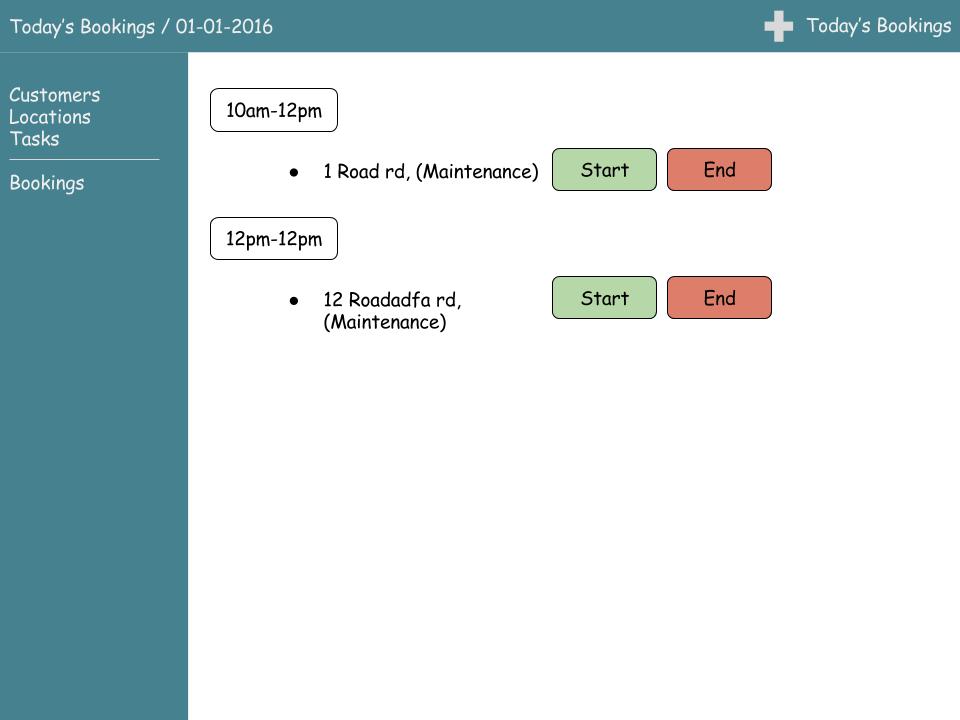 Today's Bookings / 01-01-2016
Today's Bookings
Customers
Locations
Tasks
Bookings
10am-12pm
● 1 Road rd, (Maintenance) Start End
12pm-12pm
● 12 Roadadfa rd, Start End
(Maintenance)